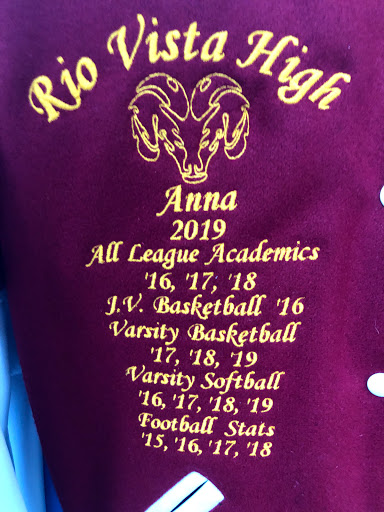 Rio Vista High
Anna
2019
All League Academics
'16, '17, '18
J.V. Basketball '16
Varsity Basketball
'17, '18, '19
Varsity Softball
'16, '17, '18, '19
Football Stats
'15, '16, '17, '18